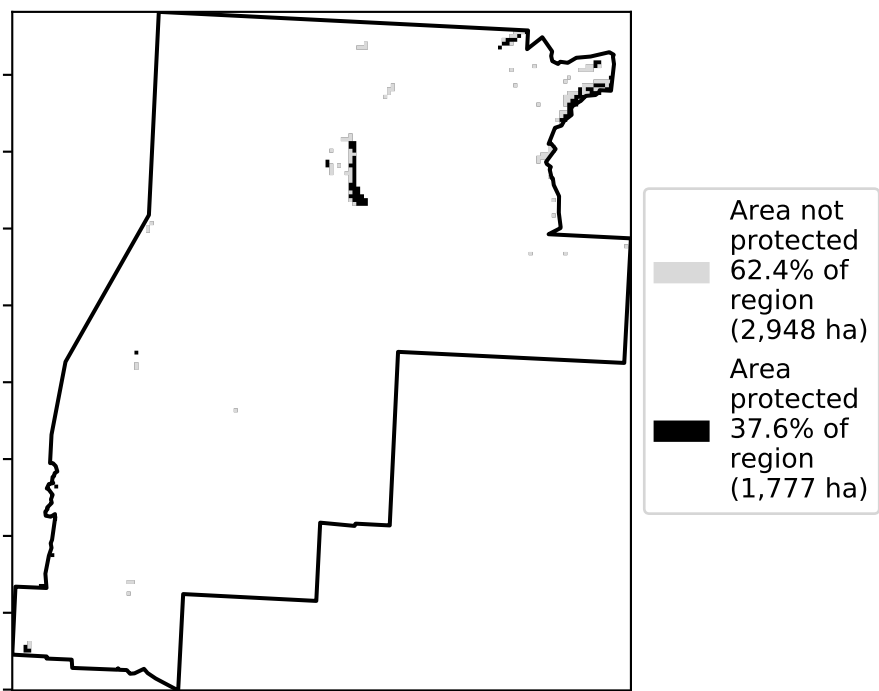 Area not
protected
62.4% of
region
(2,948 ha)
Area
protected
37.6% of
region
(1,777 ha)